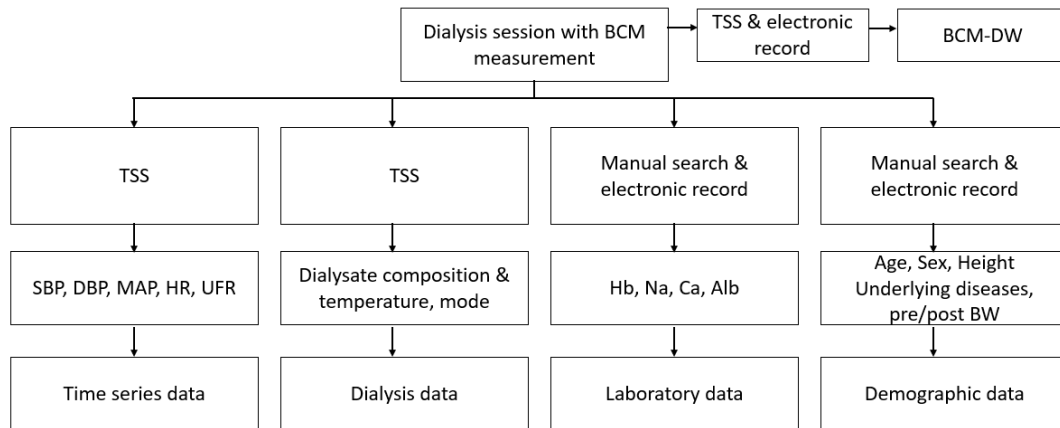 Dialysis session with BCM
measurement
TSS & electronic
record
BCM-DW
TSS
TSS
Manual search &
electronic record
Manual search &
electronic record
SBP, DBP, MAP, HR, UFR
Dialysate composition &
temperature, mode
Hb, Na, Ca, Alb
Age, Sex, Height
Underlying diseases,
pre/post BW
Time series data
Dialysis data
Laboratory data
Demographic data